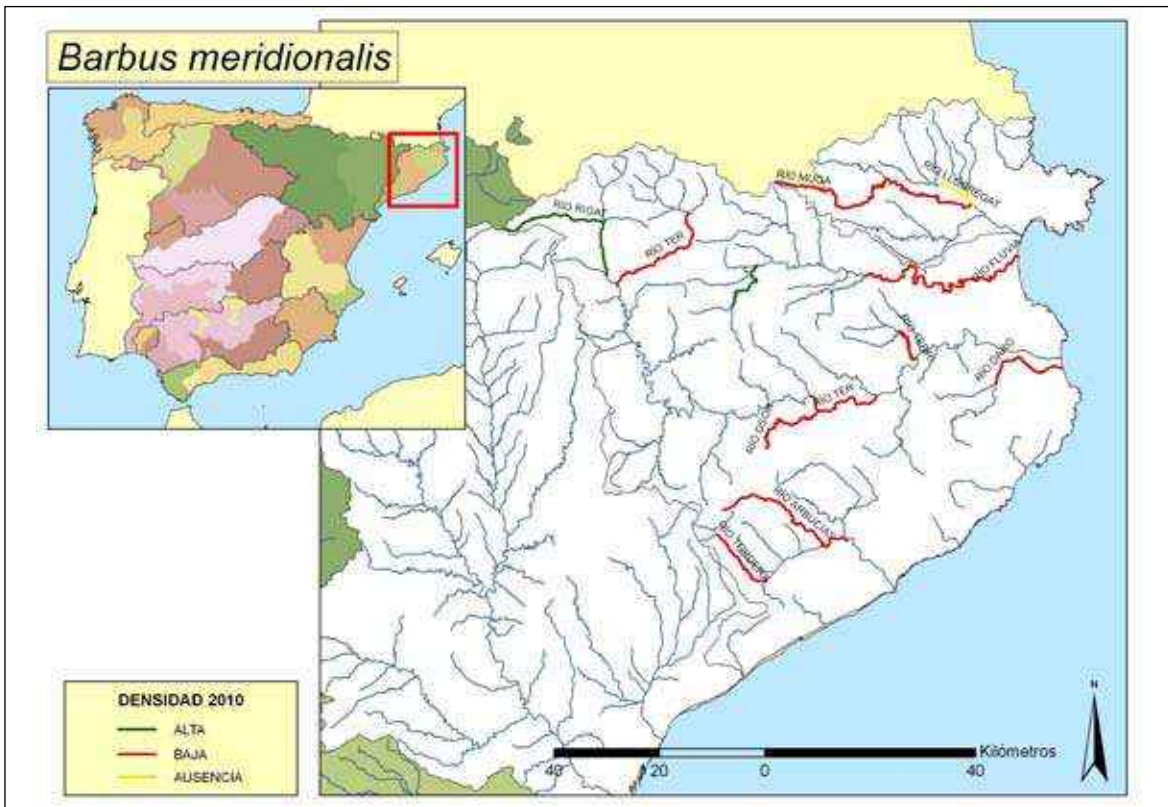 Barbus meridionalis
RIO MUGA
RIO LLOBREGAT
RIO RIGAT
RIO TER
RIO FLUVIA
RIO DARO
RIO TER
RIO ARBUCIAS
RIO TORDERA
DENSIDAD 2010
ALTA
BAJA
AUSENCIA
N
Kilómetros
40
20
0
40